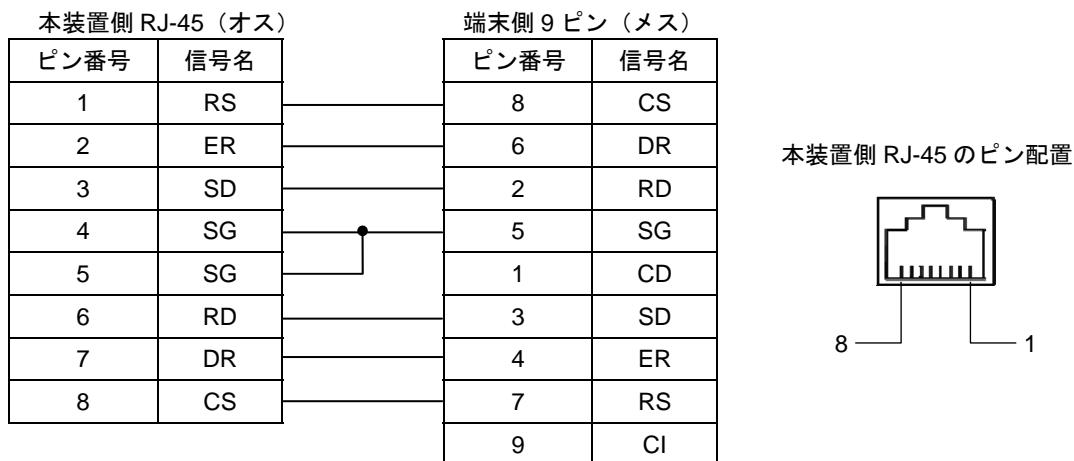 本装置側 RJ-45（オス） 端末側 9 ピン（メス）
ピン番号 信号名 ピン番号 信号名
1 RS 8 CS
2 ER 6 DR
3 SD 2 RD
4 SG 5 SG
5 SG 1 CD
6 RD 3 SD
7 DR 4 ER
8 CS 7 RS
9 CI
本装置側 RJ-45 のピン配置
8 1